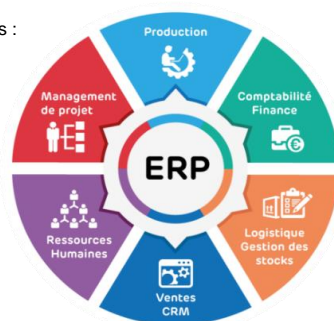 s :
Production
Management
de projet
Comptabilité
Finance
ERP
Ressources
Humaines
Logistique
Gestion des
stocks
Ventes
CRM